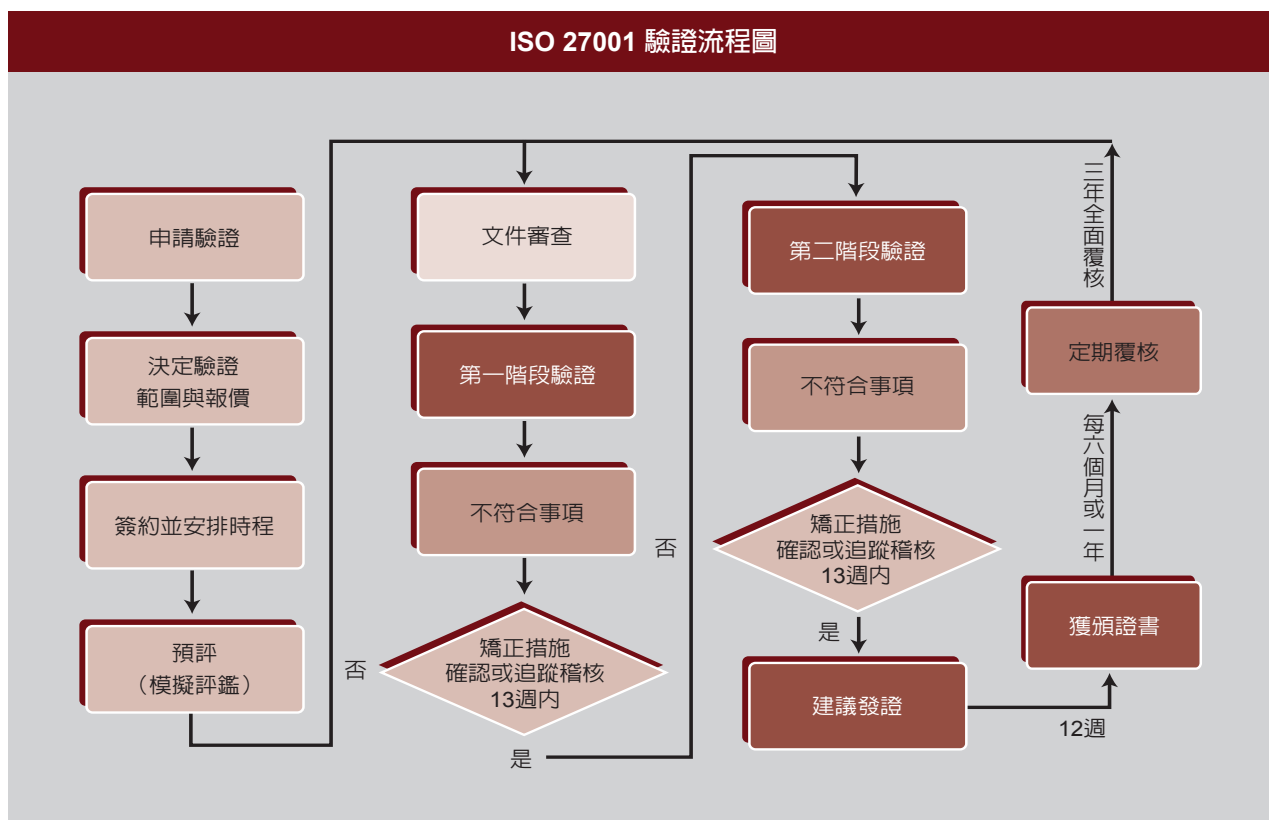 ISO 27001 驗證流程圖
申請驗證
決定驗證
範圍與報價
簽約並安排時程
預評
（模擬評鑑）
文件審查
第一階段驗證
不符合事項
否
矯正措施
確認或追蹤稽核
13週內
是
第二階段驗證
不符合事項
否
矯正措施
確認或追蹤稽核
13週內
是
建議發證
12週
獲頒證書
每六個月或一年
定期覆核
三年全面覆核